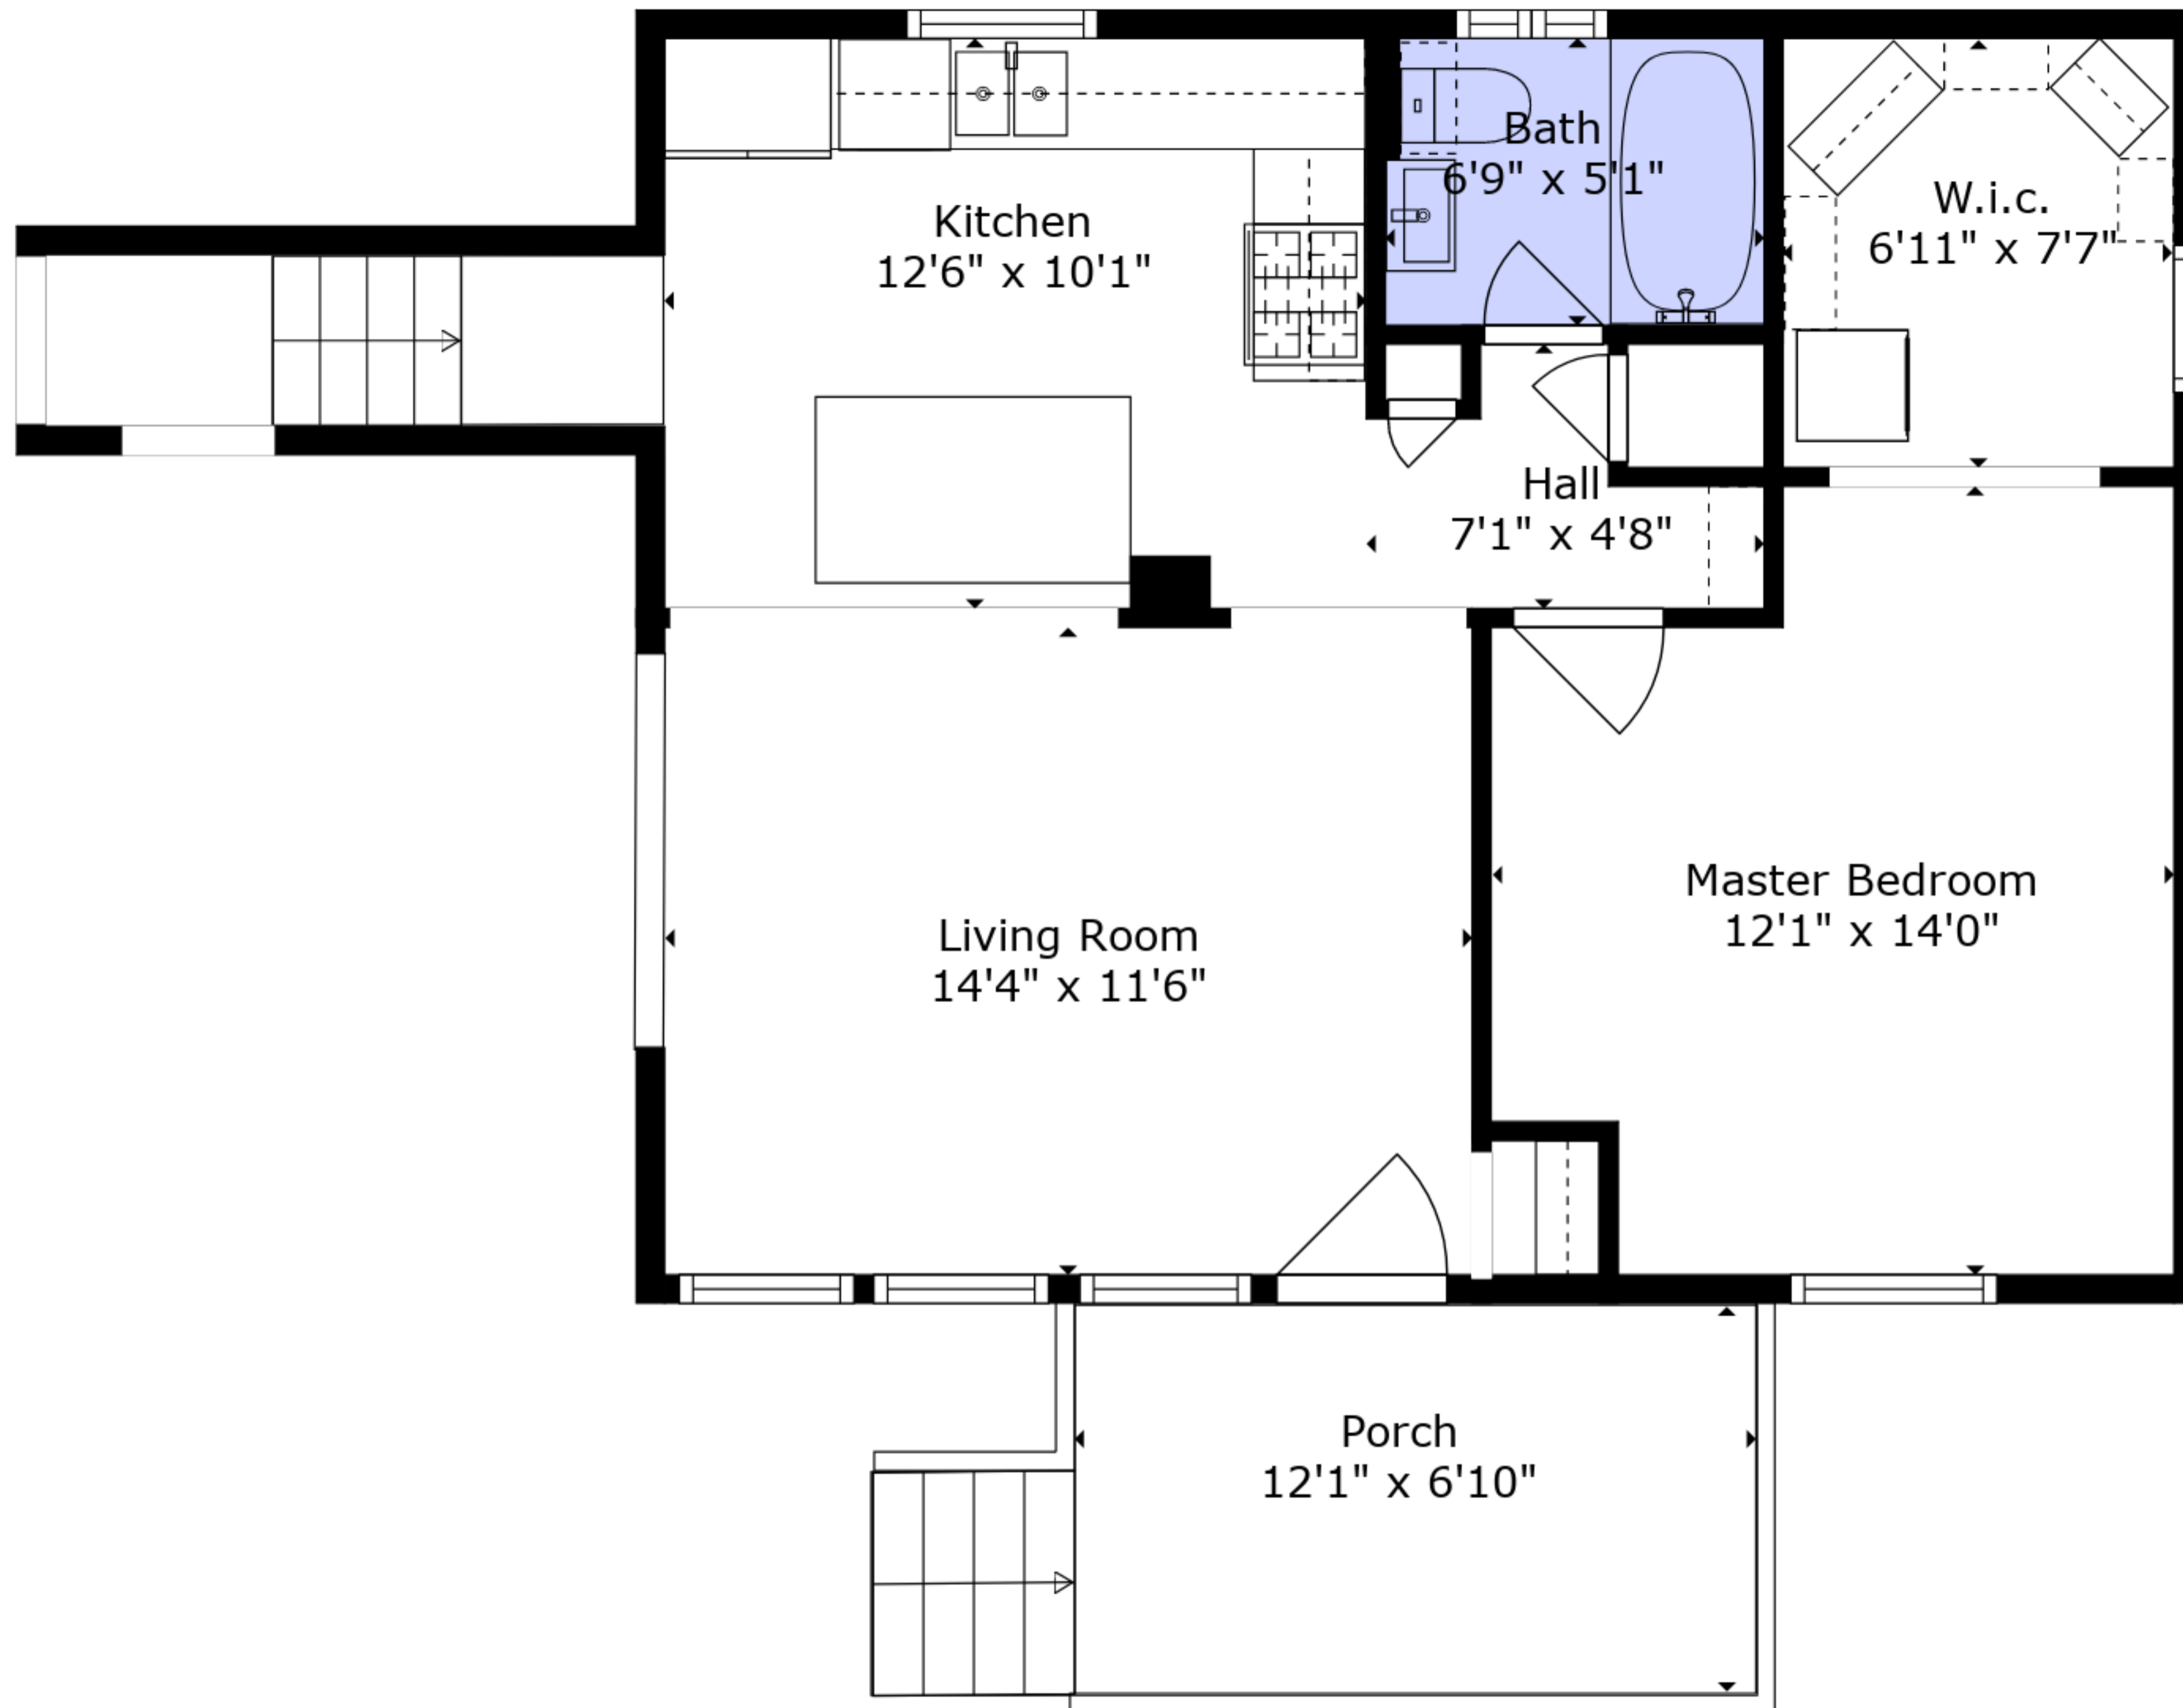 Bath
6'9" x 5'1"
W.i.c.
6'11" x 7'7"
Kitchen
12'6" x 10'1"
Hall
7'1" x 4'8"
Master Bedroom
12'1" x 14'0"
Living Room
14'4" x 11'6"
Porch
12'1" x 6'10"